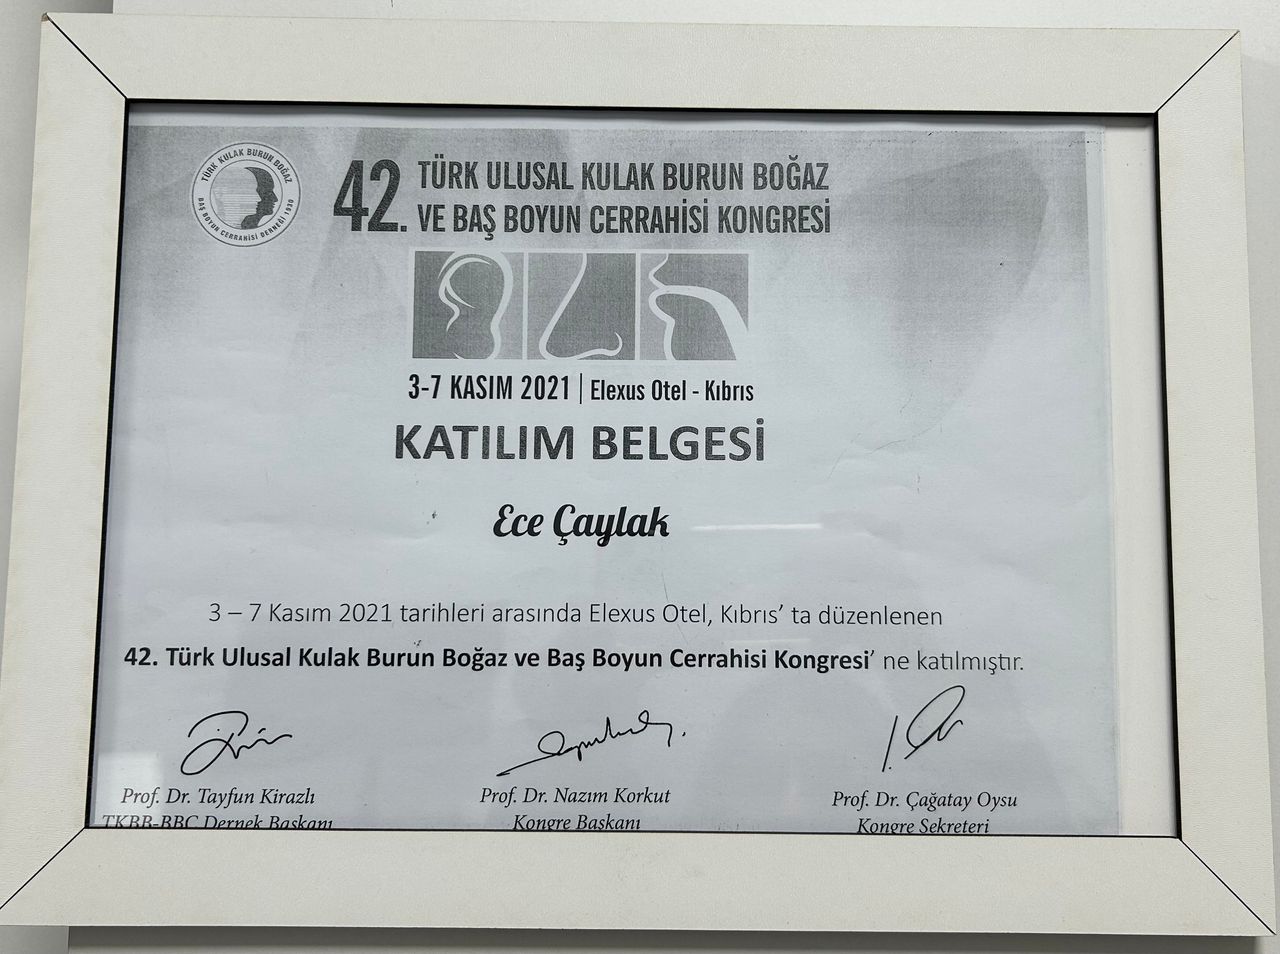 TÜRK KULAK BURUN BOĞAZ
BAŞ BOYUN CERRAHİSİ DERNEĞİ 1930
42. TÜRK ULUSAL KULAK BURUN BOĞAZ
VE BAŞ BOYUN CERRAHİSİ KONGRESİ
3-7 KASIM 2021 | Elexus Otel - Kıbrıs
KATILIM BELGESİ
Ece Çaylak
3 – 7 Kasım 2021 tarihleri arasında Elexus Otel, Kıbrıs’ ta düzenlenen
42. Türk Ulusal Kulak Burun Boğaz ve Baş Boyun Cerrahisi Kongresi’ ne katılmıştır.
Prof. Dr. Tayfun Kirazlı
TKBB-BBC Dernek Başkanı
Prof. Dr. Nazım Korkut
Kongre Başkanı
Prof. Dr. Çağatay Oysu
Kongre Sekreteri